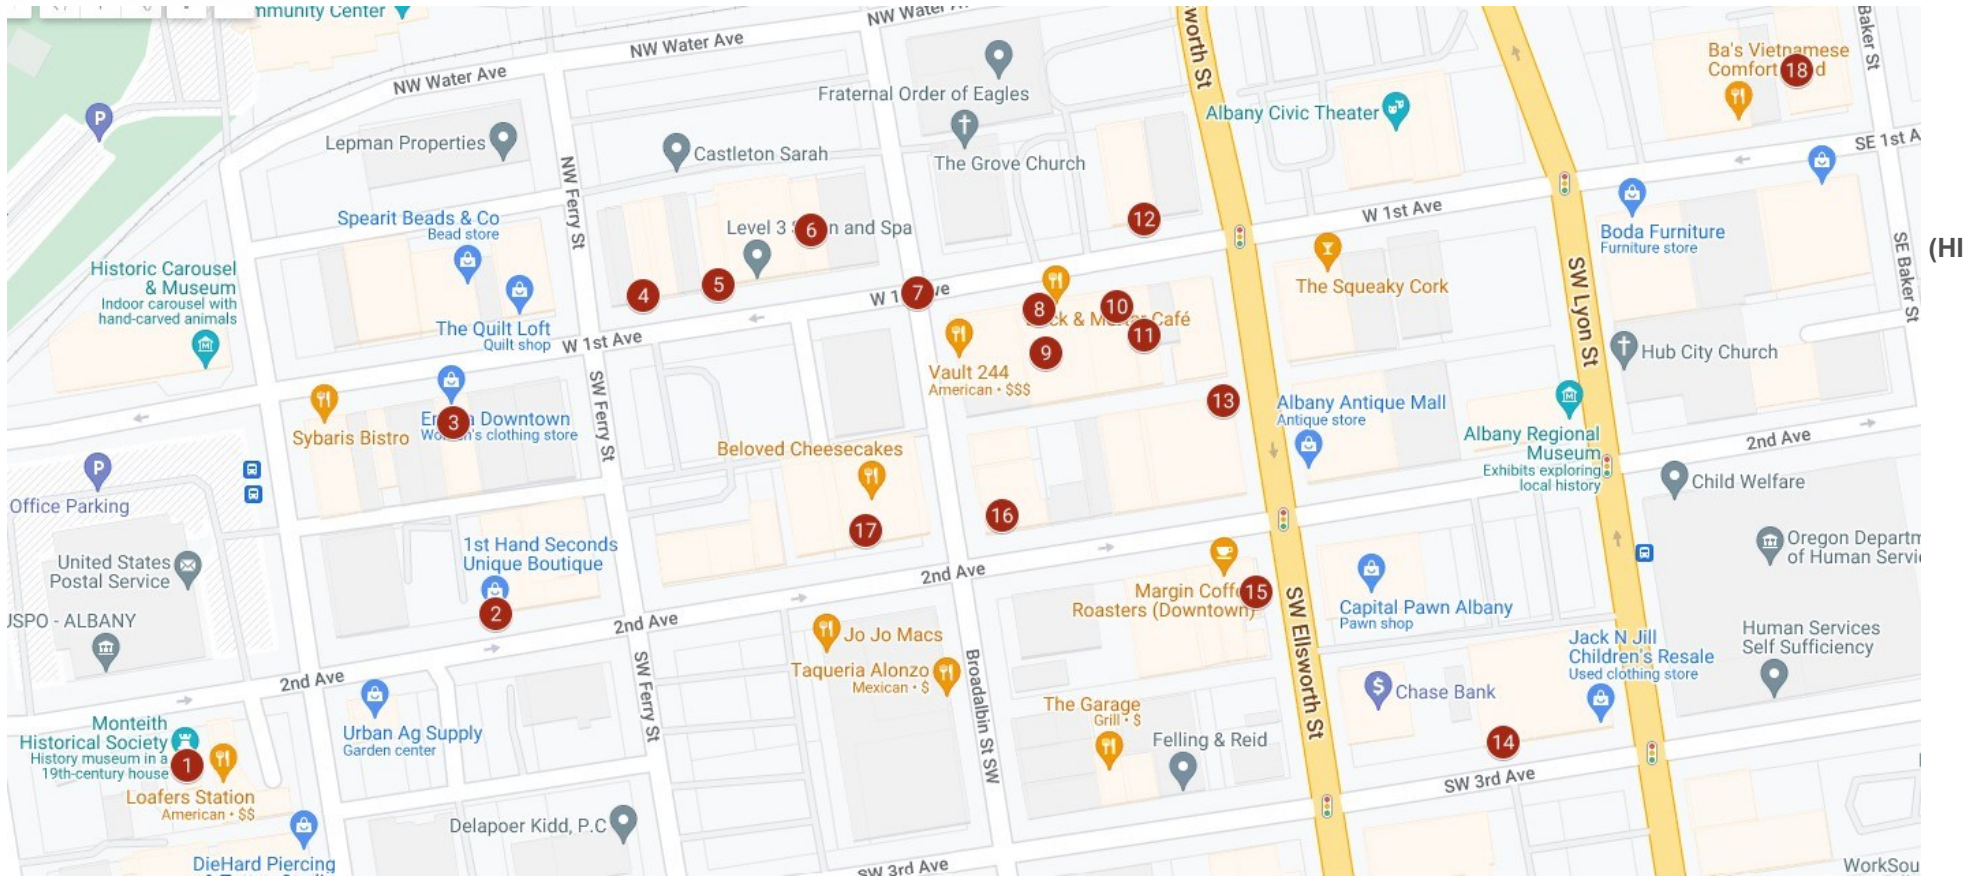 mmunity Center
NW Water Ave
NW Water Ave
NW Water
worth St
Baker St
Ba's Vietnamese
Comfort
18
Fraternal Order of Eagles
Albany Civic Theater
P
Lepman Properties
Castleton Sarah
The Grove Church
SE 1st A
NW Ferry St
W 1st Ave
Spearit Beads & Co
Bead store
Level 3
6
n and Spa
12
Boda Furniture
Furniture store
SE Baker St
(HI
Historic Carousel
& Museum
Indoor carousel with
hand-carved animals
The Quilt Loft
Quilt shop
W 1st Ave
4
5
W 1
7
ve
8
10
Café
11
9
The Squeaky Cork
SW Lyon St
Hub City Church
Vault 244
American • $$$
Sybaris Bistro
3
Downtown
Women's clothing store
SW Ferry St
13
Albany Antique Mall
Antique store
Albany Regional
Museum
Exhibits exploring
local history
2nd Ave
P
Office Parking
Beloved Cheesecakes
17
16
Child Welfare
United States
Postal Service
1st Hand Seconds
Unique Boutique
2
2nd Ave
Oregon Departm
of Human Servi
JSPO - ALBANY
Margin Coff
15
Roasters (Downtown)
SW Ellsworth St
Capital Pawn Albany
Pawn shop
2nd Ave
Jo Jo Macs
Taqueria Alonzo
Mexican • $
Broadalbin St SW
Jack N Jill
Children's Resale
Used clothing store
Human Services
Self Sufficiency
2nd Ave
SW Ferry St
$
Chase Bank
Monteith
Historical Society
History museum in a
19th-century house
1
Urban Ag Supply
Garden center
The Garage
Grill • $
Felling & Reid
14
SW 3rd Ave
Loafers Station
American • $$
Delapoer Kidd, P.C
DieHard Piercing
SW 3rd Ave
WorkSou